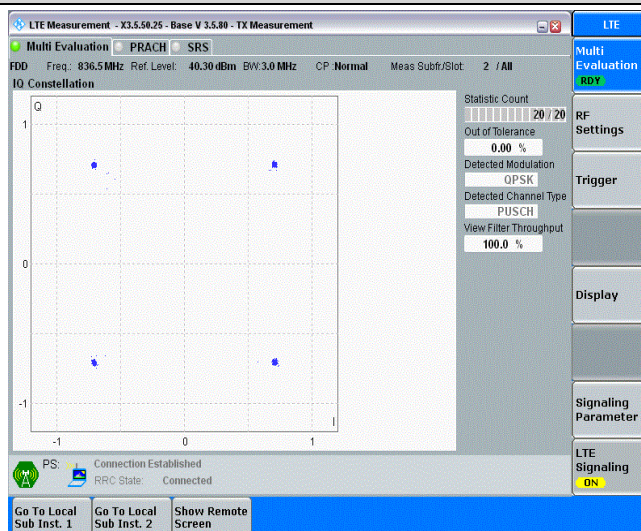 LTE Measurement - X3.5.50.25 - Base V 3.5.80 - TX Measurement
LTE
Multi Evaluation PRACH SRS
FDD Freq.: 836.5 MHz Ref. Level: 40.30 dBm BW: 3.0 MHz CP :Normal Meas Subfr./Slot: 2 / All
IQ Constellation
Q
1
0
-1
I
-1 0 1
Statistic Count
20 / 20
Out of Tolerance
0.00 %
Detected Modulation
QPSK
Detected Channel Type
PUSCH
View Filter Throughput
100.0 %
Multi
Evaluation
RDY
RF
Settings
Trigger
Display
Signaling
Parameter
LTE
Signaling
ON
PS: Connection Established
RRC State: Connected
Go To Local
Sub Inst. 1
Go To Local
Sub Inst. 2
Show Remote
Screen